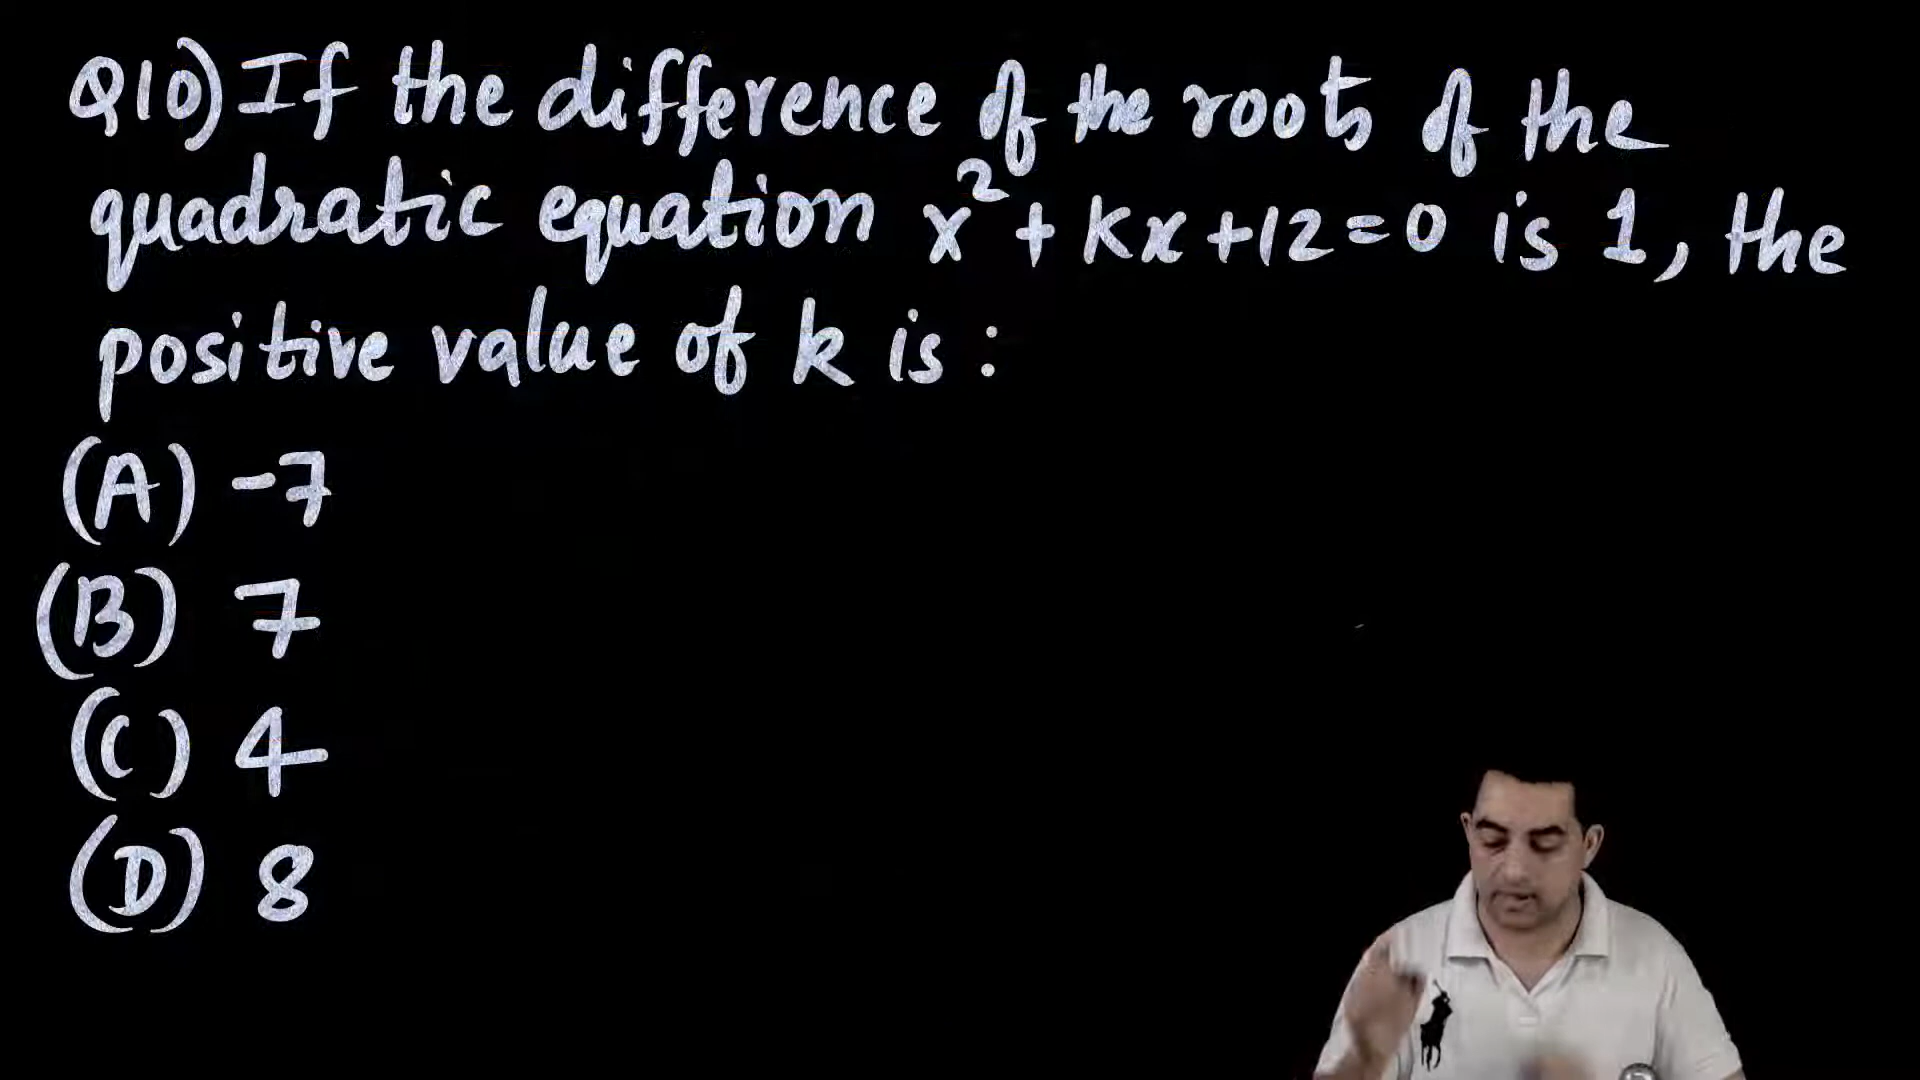 Q10) If the difference of the roots of the
quadratic equation x² + kx +12=0 is 1, the
positive value of k is :
(A) -7
(B) 7
(C) 4
(D) 8